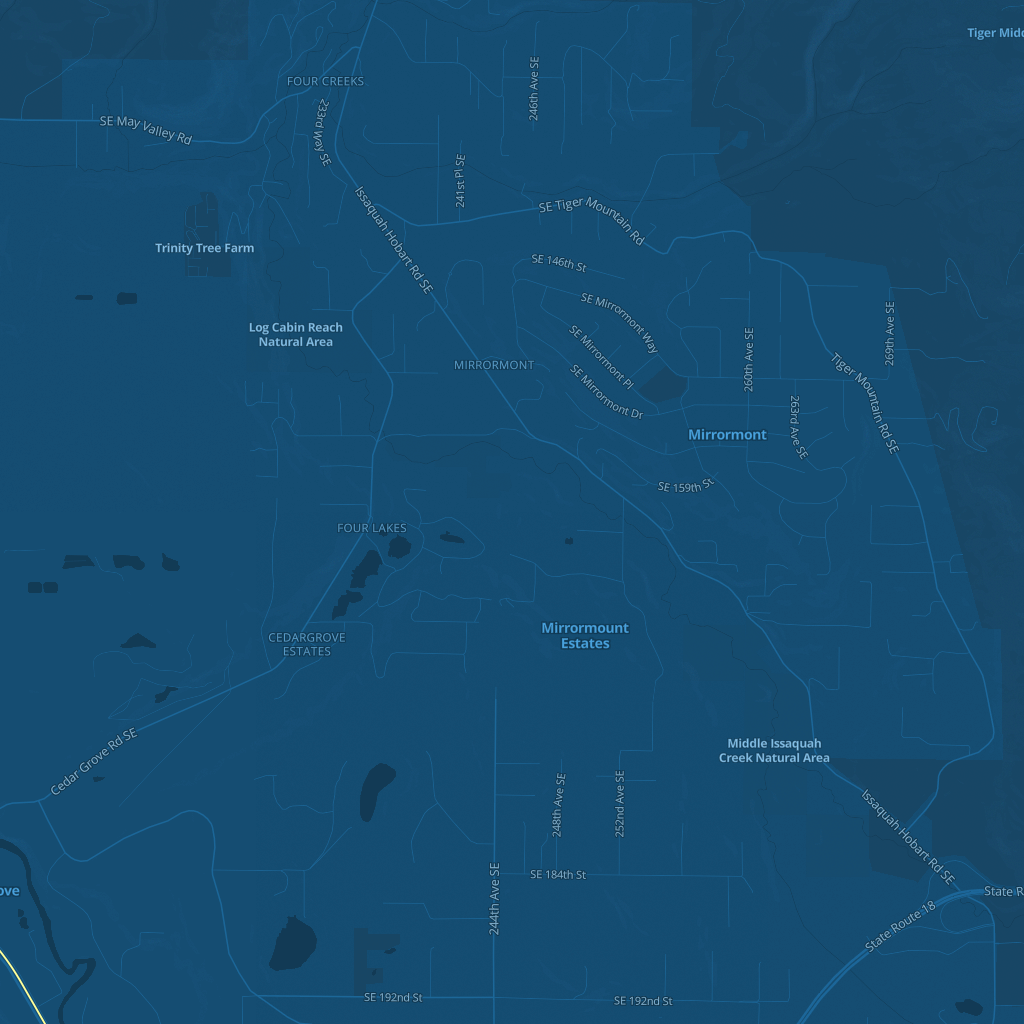 Tiger Midd
FOUR CREEKS
246th Ave SE
SE May Valley Rd
233rd Way SE
241st Pl SE
Issaquah Hobart Rd SE
SE Tiger Mountain Rd
Trinity Tree Farm
SE 146th St
SE Mirrormont Way
Log Cabin Reach
Natural Area
SE Mirrormont Pl
269th Ave SE
260th Ave SE
MIRRORMONT
Tiger Mountain Rd SE
SE Mirrormont Dr
263rd Ave SE
Mirrormont
SE 159th St
FOUR LAKES
Mirrormount
Estates
CEDARGROVE
ESTATES
Cedar Grove Rd SE
Middle Issaquah
Creek Natural Area
248th Ave SE
252nd Ave SE
Issaquah Hobart Rd SE
SE 184th St
244th Ave SE
ove
State R
State Route 18
SE 192nd St
SE 192nd St